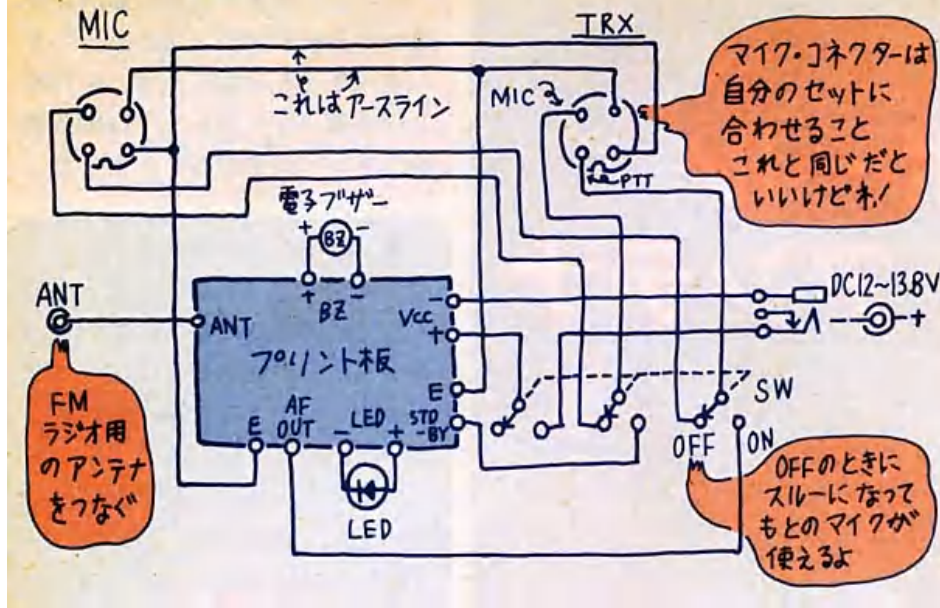 MIC
TRX
これはアースライン
MIC
PTT
マイク・コネクターは
自分のセットに
合わせること
これと同じだと
いいけどネ!
電子ブザー
+ BZ -
+ -
BZ
ANT
ANT
Vcc
-
+
プリント板
E
STD
-BY
E
AF
OUT
- LED +
LED
DC12~13.8V
+
SW
OFF
ON
FM
ラジオ用
のアンテナ
をつなぐ
OFFのときに
スルーになって
もとのマイクが
使えるよ